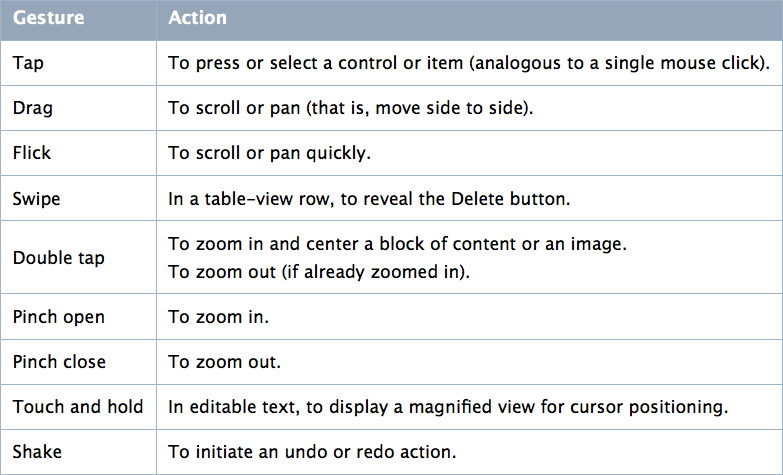 Gesture Action
Tap To press or select a control or item (analogous to a single mouse click).
Drag To scroll or pan (that is, move side to side).
Flick To scroll or pan quickly.
Swipe In a table-view row, to reveal the Delete button.
Double tap To zoom in and center a block of content or an image.
To zoom out (if already zoomed in).
Pinch open To zoom in.
Pinch close To zoom out.
Touch and hold In editable text, to display a magnified view for cursor positioning.
Shake To initiate an undo or redo action.